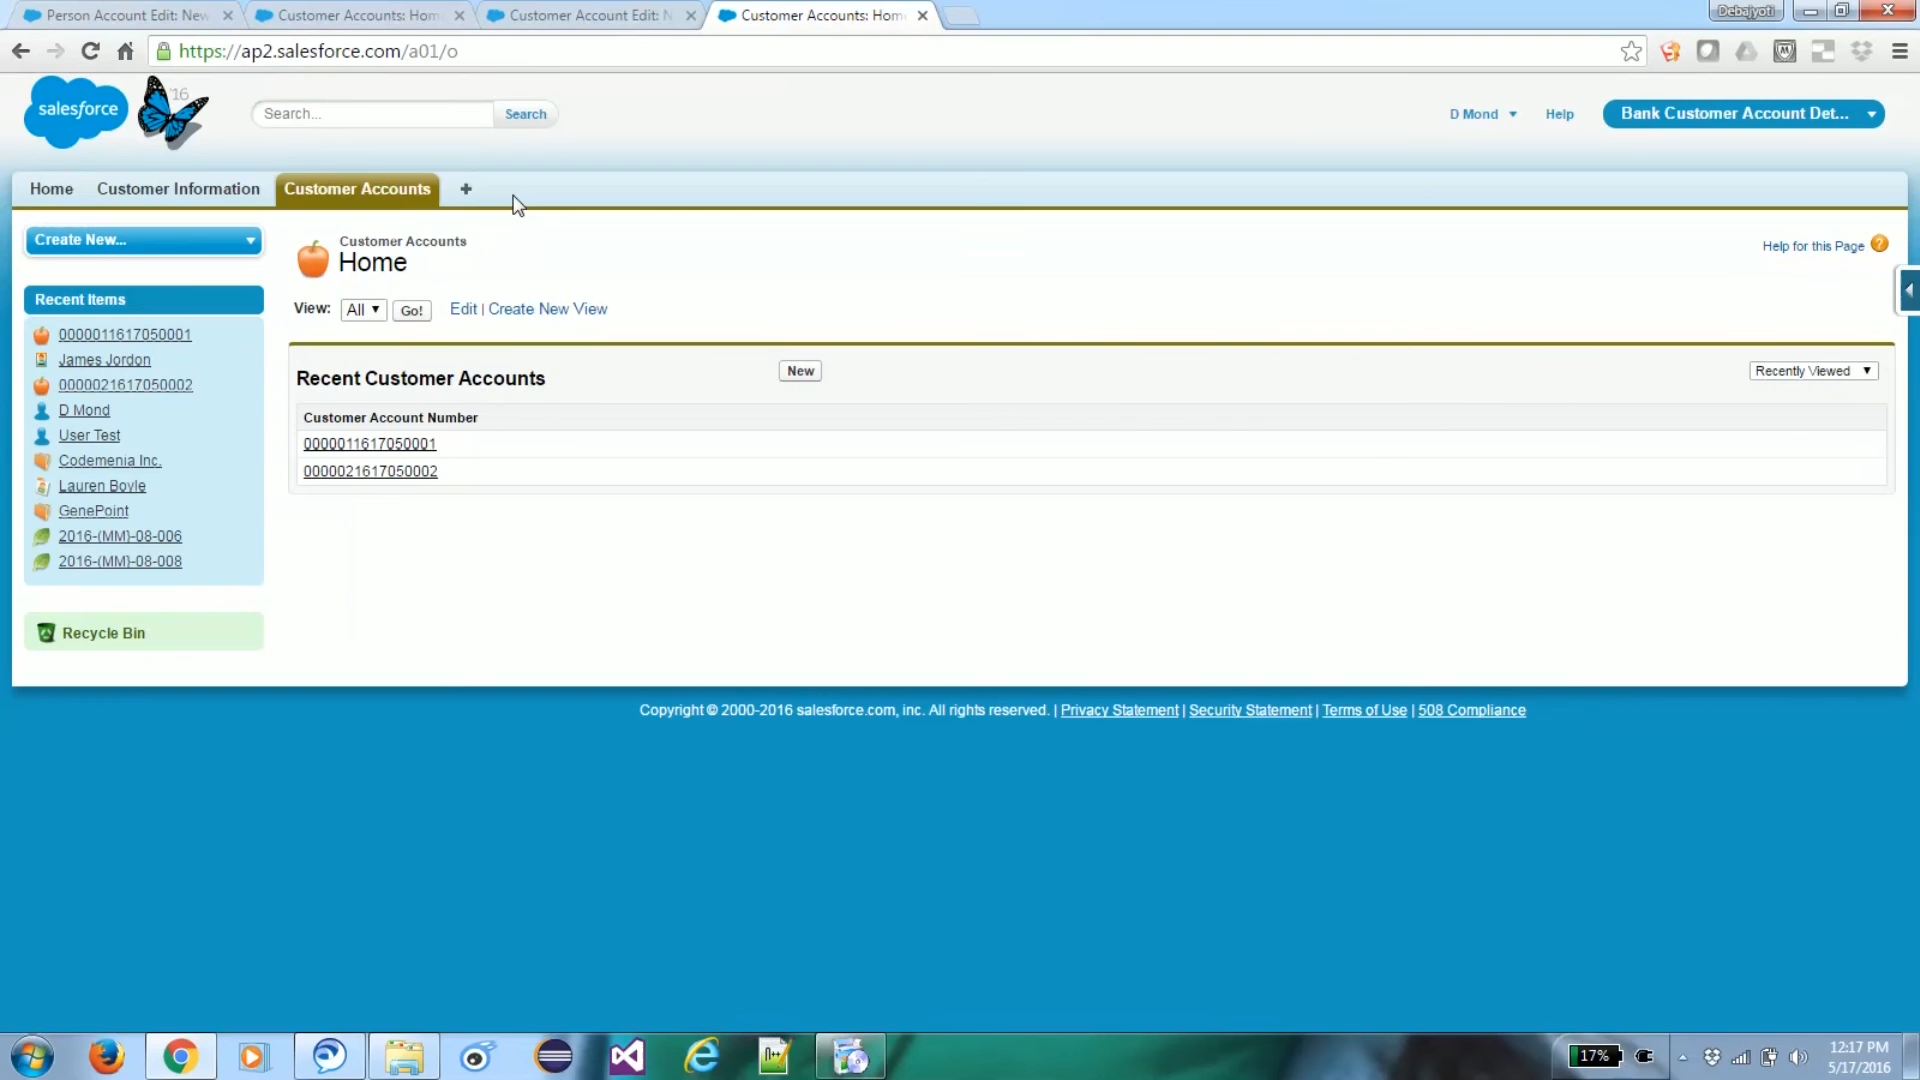 Person Account Edit: New
Customer Accounts: Hom
Customer Account Edit: N
Customer Accounts: Hom
Debajyoti
https://ap2.salesforce.com/a01/o
salesforce
'16
Search...
Search
D Mond
Help
Bank Customer Account Det...
Home
Customer Information
Customer Accounts
+
Create New...
Customer Accounts
Home
Help for this Page
View: All Go! Edit | Create New View
Recent Items
0000011617050001
James Jordon
0000021617050002
D Mond
User Test
Codemenia Inc.
Lauren Boyle
GenePoint
2016-{MM}-08-006
2016-{MM}-08-008
Recycle Bin
Recent Customer Accounts
New
Recently Viewed
Customer Account Number
0000011617050001
0000021617050002
Copyright © 2000-2016 salesforce.com, inc. All rights reserved. | Privacy Statement | Security Statement | Terms of Use | 508 Compliance
17%
12:17 PM
5/17/2016